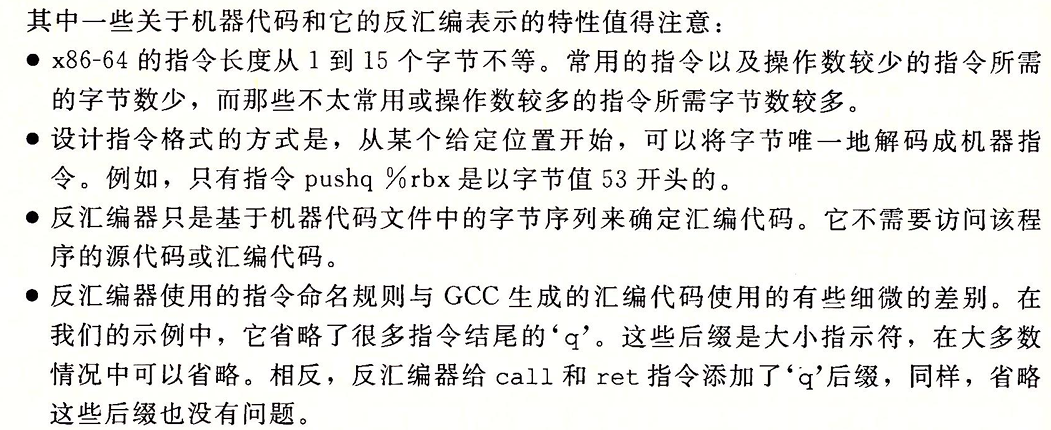 其中一些关于机器代码和它的反汇编表示的特性值得注意：
● x86-64 的指令长度从 1 到 15 个字节不等。常用的指令以及操作数较少的指令所需
的字节数少，而那些不太常用或操作数较多的指令所需字节数较多。
● 设计指令格式的方式是，从某个给定位置开始，可以将字节唯一地解码成机器指
令。例如，只有指令 pushq %rbx 是以字节值 53 开头的。
● 反汇编器只是基于机器代码文件中的字节序列来确定汇编代码。它不需要访问该程
序的源代码或汇编代码。
● 反汇编器使用的指令命名规则与 GCC 生成的汇编代码使用的有些细微的差别。在
我们的示例中，它省略了很多指令结尾的‘q’。这些后缀是大小指示符，在大多数
情况中可以省略。相反，反汇编器给 call 和 ret 指令添加了‘q’后缀，同样，省略
这些后缀也没有问题。